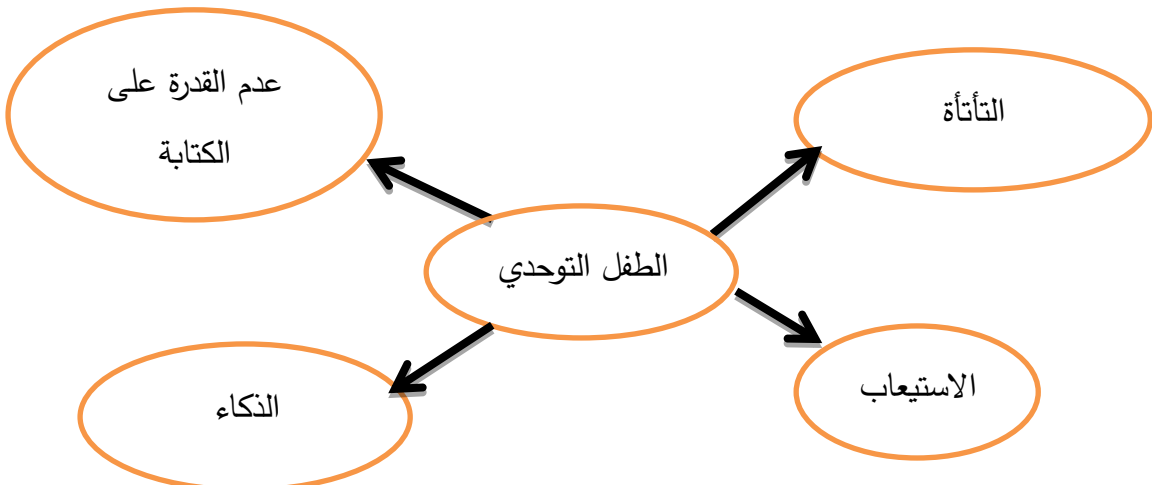 التأتأة
عدم القدرة على
الكتابة
الطفل التوحدي
الاستيعاب
الذكاء